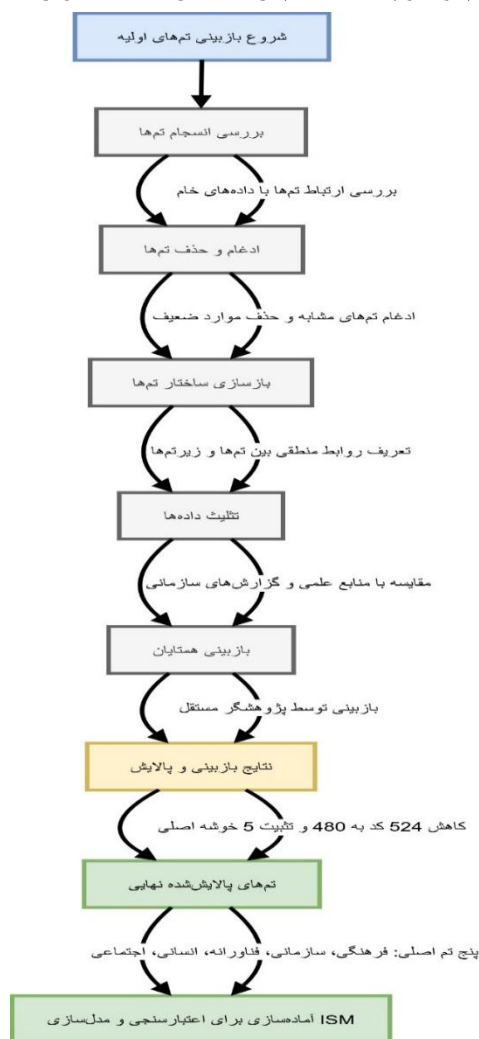 شروع بازبینی تم‌های اولیه
بررسی انسجام تم‌ها
بررسی ارتباط تم‌ها با داده‌های خام
ادغام و حذف تم‌ها
ادغام تم‌های مشابه و حذف موارد ضعیف
بازسازی ساختار تم‌ها
تعریف روابط منطقی بین تم‌ها و زیرتم‌ها
تثلیث داده‌ها
مقایسه با منابع علمی و گزارش‌های سازمانی
بازبینی همتایان
بازبینی توسط پژوهشگر مستقل
نتایج بازبینی و پالایش
کاهش 524 کد به 480 و تثبیت 5 خوشه اصلی
تم‌های پالایش‌شده نهایی
پنج تم اصلی: فرهنگی، سازمانی، فناورانه، انسانی، اجتماعی
ISM آماده‌سازی برای اعتبارسنجی و مدل‌سازی